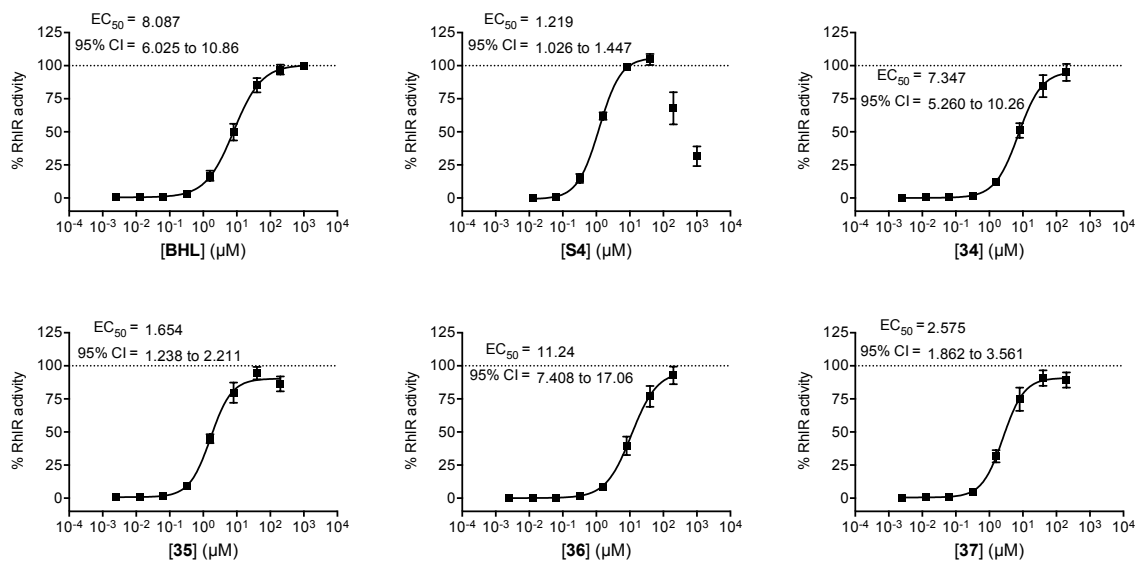 EC50 = 8.087
95% CI = 6.025 to 10.86
125
100
75
50
25
0
% RhlR activity
10-4 10-3 10-2 10-1 100 101 102 103 104
[BHL] (µM)
EC50 = 1.219
95% CI = 1.026 to 1.447
125
100
75
50
25
0
% RhlR activity
10-4 10-3 10-2 10-1 100 101 102 103 104
[S4] (µM)
EC50 = 7.347
95% CI = 5.260 to 10.26
125
100
75
50
25
0
% RhlR activity
10-4 10-3 10-2 10-1 100 101 102 103 104
[34] (µM)
EC50 = 1.654
95% CI = 1.238 to 2.211
125
100
75
50
25
0
% RhlR activity
10-4 10-3 10-2 10-1 100 101 102 103 104
[35] (µM)
EC50 = 11.24
95% CI = 7.408 to 17.06
125
100
75
50
25
0
% RhlR activity
10-4 10-3 10-2 10-1 100 101 102 103 104
[36] (µM)
EC50 = 2.575
95% CI = 1.862 to 3.561
125
100
75
50
25
0
% RhlR activity
10-4 10-3 10-2 10-1 100 101 102 103 104
[37] (µM)